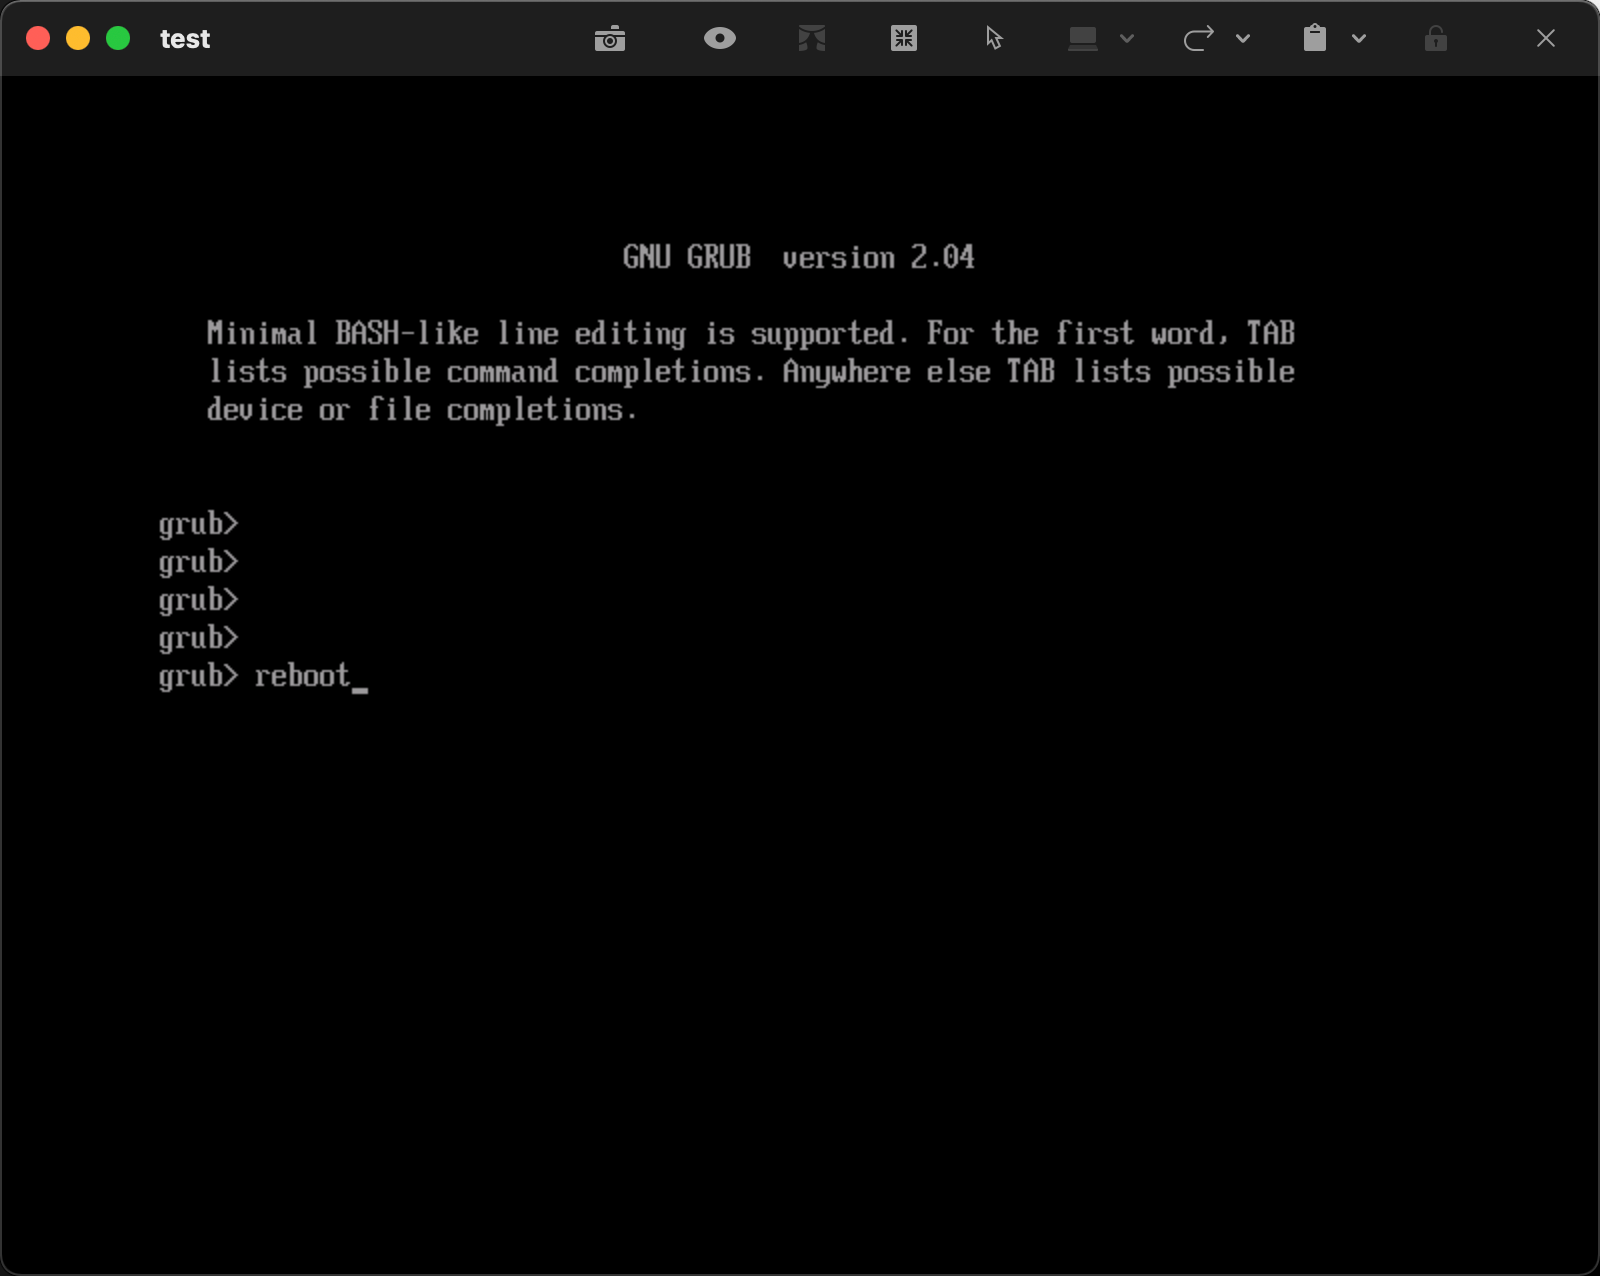 test
GNU GRUB  version 2.04
Minimal BASH-like line editing is supported. For the first word, TAB
lists possible command completions. Anywhere else TAB lists possible
device or file completions.
grub>
grub>
grub>
grub>
grub> reboot_